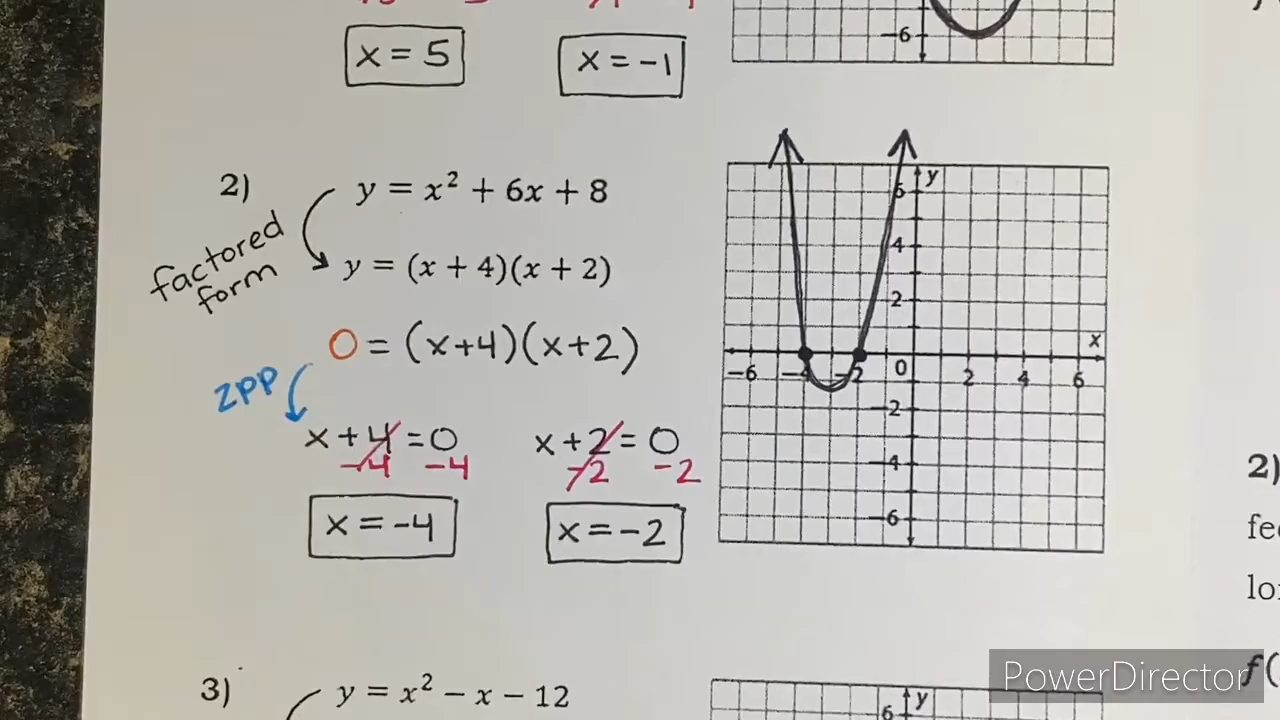 x = 5
x = -1
-6
2)
y = x² + 6x + 8
factored form
y = (x + 4)(x + 2)
0 = (x+4)(x+2)
ZPP
x+4=0
-4 -4
x+2=0
-2 -2
x = -4
x = -2
y
6
4
2
x
-6 -4 -2 0 2 4 6
-2
-4
-6
3)
y = x² − x − 12
6 y
2)
fe
lo
f(
PowerDirector